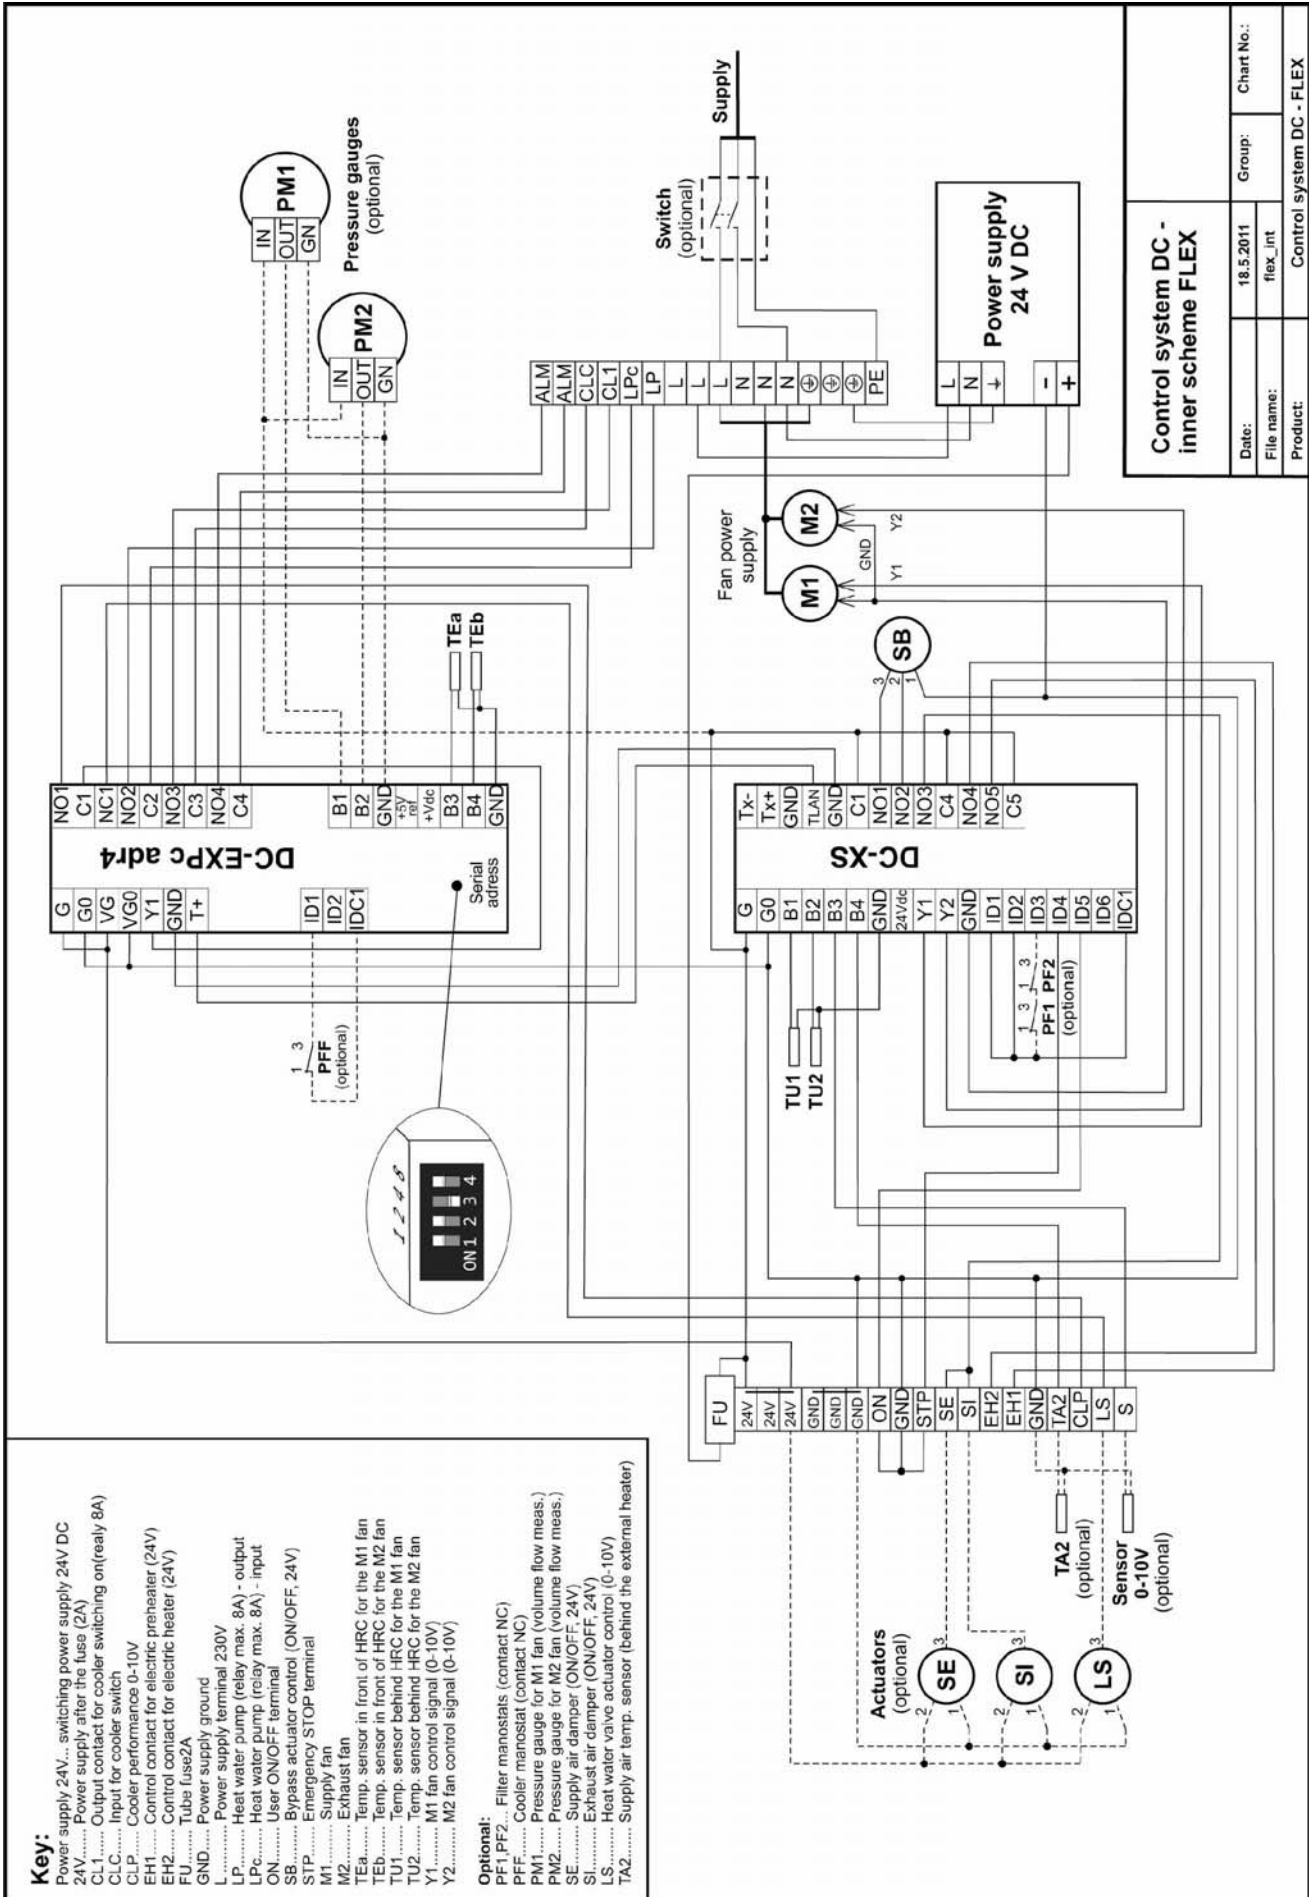 Key:
Power supply 24V... switching power supply 24V DC
24V....... Power supply after the fuse (2A)
CL1....... Output contact for cooler switching on(realy 8A)
CLC....... Input for cooler switch
CLP....... Cooler performance 0-10V
EH1....... Control contact for electric preheater (24V)
EH2....... Control contact for electric heater (24V)
FU......... Tube fuse2A
GND..... Power supply ground
L............ Power supply terminal 230V
LP......... Heat water pump (relay max. 8A) - output
LPc....... Heat water pump (relay max. 8A) - input
ON........ User ON/OFF terminal
SB......... Bypass actuator control (ON/OFF, 24V)
STP....... Emergency STOP terminal
M1......... Supply fan
M2......... Exhaust fan
TEa....... Temp. sensor in front of HRC for the M1 fan
TEb....... Temp. sensor in front of HRC for the M2 fan
TU1....... Temp. sensor behind HRC for the M1 fan
TU2....... Temp. sensor behind HRC for the M2 fan
Y1......... M1 fan control signal (0-10V)
Y2......... M2 fan control signal (0-10V)
Optional:
PF1,PF2... Filter manostats (contact NC)
PFF....... Cooler manostat (contact NC)
PM1...... Pressure gauge for M1 fan (volume flow meas.)
PM2...... Pressure gauge for M2 fan (volume flow meas.)
SE......... Supply air damper (ON/OFF, 24V)
SI.......... Exhaust air damper (ON/OFF, 24V)
LS......... Heat water valve actuator control (0-10V)
TA2....... Supply air temp. sensor (behind the external heater)
1 2 4 8
ON 1 2 3 4
Serial
adress
DC-EXPc adr4
G
G0
VG
VG0
Y1
GND
T+
ID1
ID2
IDC1
NO1
C1
NC1
NO2
C2
NO3
C3
NO4
C4
B1
B2
GND
+5V
ref
+Vdc
B3
B4
GND
1 3
PFF
(optional)
TEa
TEb
IN
OUT
GN
PM1
IN
OUT
GN
PM2
Pressure gauges
(optional)
ALM
ALM
CLC
CL1
LPc
LP
L
L
L
N
N
N
PE
Switch
(optional)
Supply
Power supply
24 V DC
L
N
-
+
Fan power
supply
M1
M2
GND
Y1
Y2
SB
3
2
1
DC-XS
G
G0
B1
B2
B3
B4
GND
24Vdc
Y1
Y2
GND
ID1
ID2
ID3
ID4
ID5
ID6
IDC1
Tx-
Tx+
GND
TLAN
GND
C1
NO1
NO2
NO3
C4
NO4
NO5
C5
TU1
TU2
1 3 1 3
PF1 PF2
(optional)
FU
24V
24V
24V
GND
GND
GND
ON
GND
STP
SE
SI
EH2
EH1
GND
TA2
CLP
LS
S
Actuators
(optional)
SE
2
1
3
SI
2
1
3
LS
2
1
3
TA2
(optional)
Sensor
0-10V
(optional)
Control system DC -
inner scheme FLEX
Date:
18.5.2011
Group:
Chart No.:
File name:
flex_int
Product:
Control system DC - FLEX